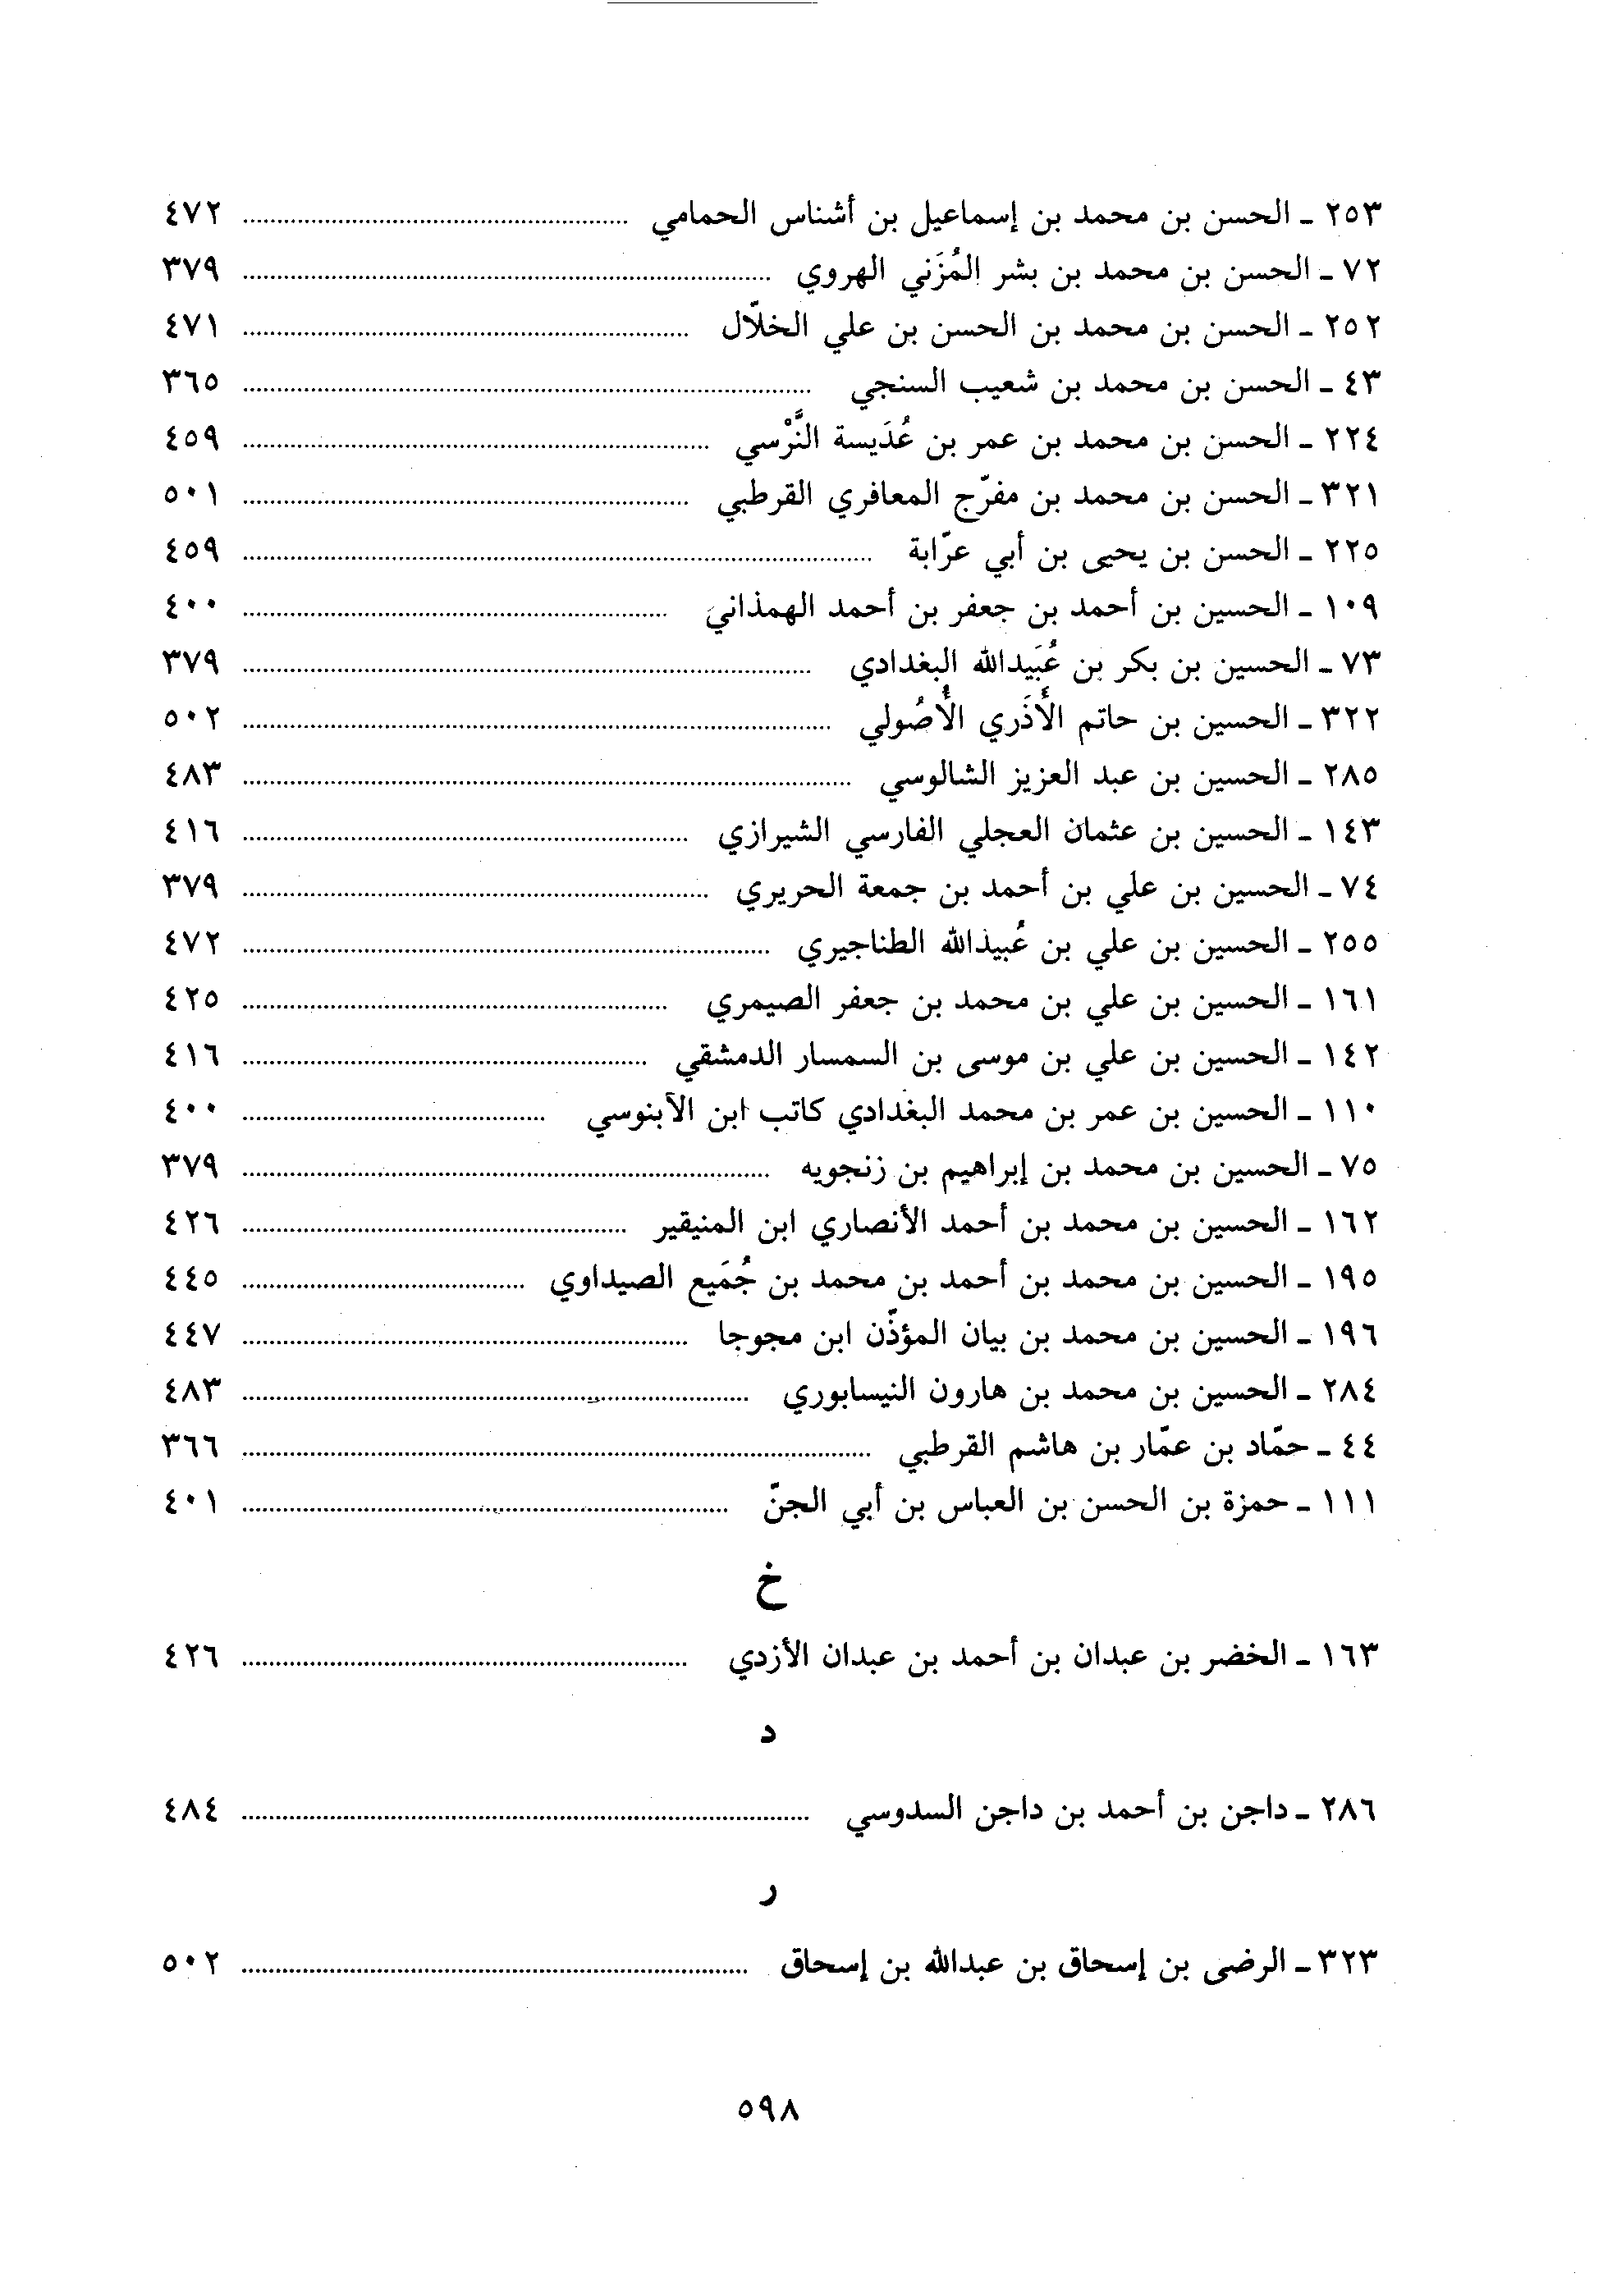 ٢٥٣ - الحسن بن محمد بن إسماعيل بن أشناس الحمامي ........ ٤٧٢
٧٢ - الحسن بن محمد بن بشر المُزَني الهروي ........ ٣٧٩
٢٥٢ - الحسن بن محمد بن الحسن بن علي الخلّال ........ ٤٧١
٤٣ - الحسن بن محمد بن شعيب السنجي ........ ٣٦٥
٢٢٤ - الحسن بن محمد بن عمر بن عُدَيسة النَّرْسي ........ ٤٥٩
٣٢١ - الحسن بن محمد بن مفرّج المعافري القرطبي ........ ٥٠١
٢٢٥ - الحسن بن يحيى بن أبي عرّابة ........ ٤٥٩
١٠٩ - الحسين بن أحمد بن جعفر بن أحمد الهمذاني ........ ٤٠٠
٧٣ - الحسين بن بكر بن عُبَيدالله البغدادي ........ ٣٧٩
٣٢٢ - الحسين بن حاتم الأَذَري الأُصُولي ........ ٥٠٢
٢٨٥ - الحسين بن عبد العزيز الشالوسي ........ ٤٨٣
١٤٣ - الحسين بن عثمان العجلي الفارسي الشيرازي ........ ٤١٦
٧٤ - الحسين بن علي بن أحمد بن جمعة الحريري ........ ٣٧٩
٢٥٥ - الحسين بن علي بن عُبيدالله الطناجيري ........ ٤٧٢
١٦١ - الحسين بن علي بن محمد بن جعفر الصيمري ........ ٤٢٥
١٤٢ - الحسين بن علي بن موسى بن السمسار الدمشقي ........ ٤١٦
١١٠ - الحسين بن عمر بن محمد البغدادي كاتب ابن الآبنوسي ........ ٤٠٠
٧٥ - الحسين بن محمد بن إبراهيم بن زنجويه ........ ٣٧٩
١٦٢ - الحسين بن محمد بن أحمد الأنصاري ابن المنيقير ........ ٤٢٦
١٩٥ - الحسين بن محمد بن أحمد بن محمد بن جُمَيع الصيداوي ........ ٤٤٥
١٩٦ - الحسين بن محمد بن بيان المؤذّن ابن مجوجا ........ ٤٤٧
٢٨٤ - الحسين بن محمد بن هارون النيسابوري ........ ٤٨٣
٤٤ - حمّاد بن عمّار بن هاشم القرطبي ........ ٣٦٦
١١١ - حمزة بن الحسن بن العباس بن أبي الجنّ ........ ٤٠١
خ
١٦٣ - الخضر بن عبدان بن أحمد بن عبدان الأزدي ........ ٤٢٦
د
٢٨٦ - داجن بن أحمد بن داجن السدوسي ........ ٤٨٤
ر
٣٢٣ - الرضى بن إسحاق بن عبدالله بن إسحاق ........ ٥٠٢
٥٩٨